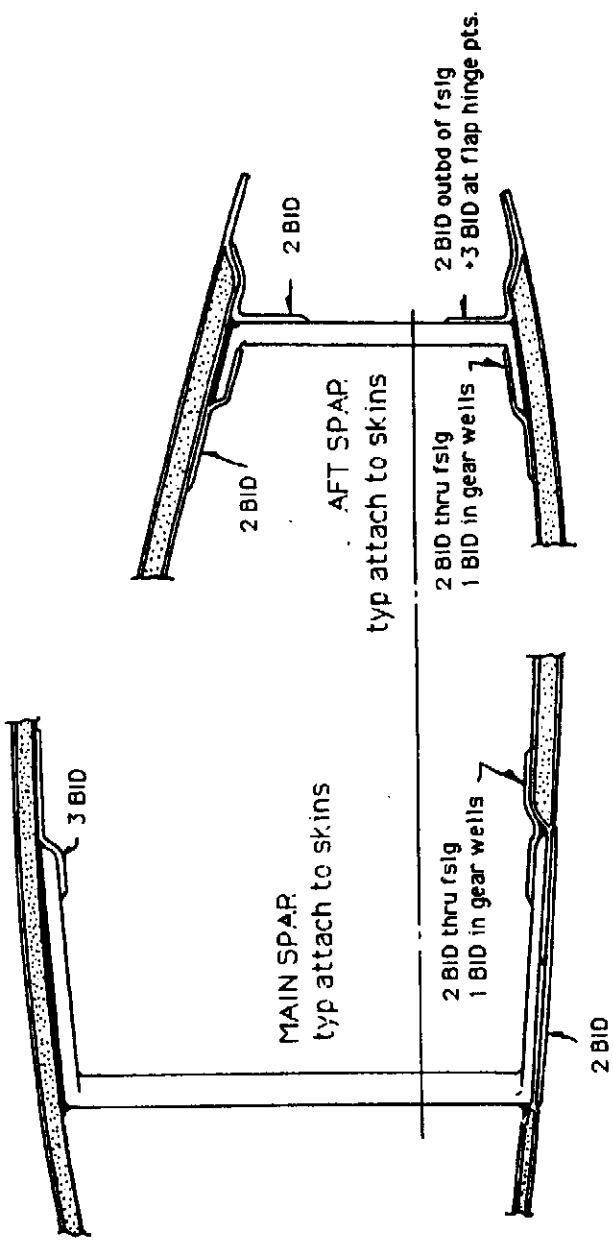 3 BID
MAIN SPAR
typ attach to skins
2 BID thru fslg
1 BID in gear wells
2 BID
2 BID
2 BID
AFT SPAR
typ attach to skins
2 BID thru fslg
1 BID in gear wells
2 BID outbd of fslg
+3 BID at flap hinge pts.